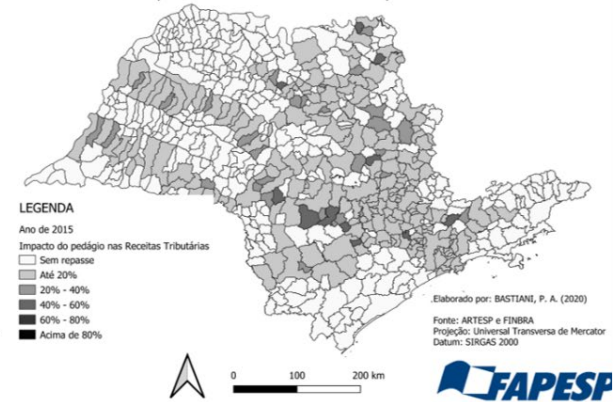 LEGENDA
Ano de 2015
Impacto do pedágio nas Receitas Tributárias
Sem repasse
Até 20%
20% - 40%
40% - 60%
60% - 80%
Acima de 80%
Elaborado por: BASTIANI, P. A. (2020)
Fonte: ARTESP e FINBRA
Projeção: Universal Transversa de Mercator
Datum: SIRGAS 2000
0 100 200 km
FAPESP